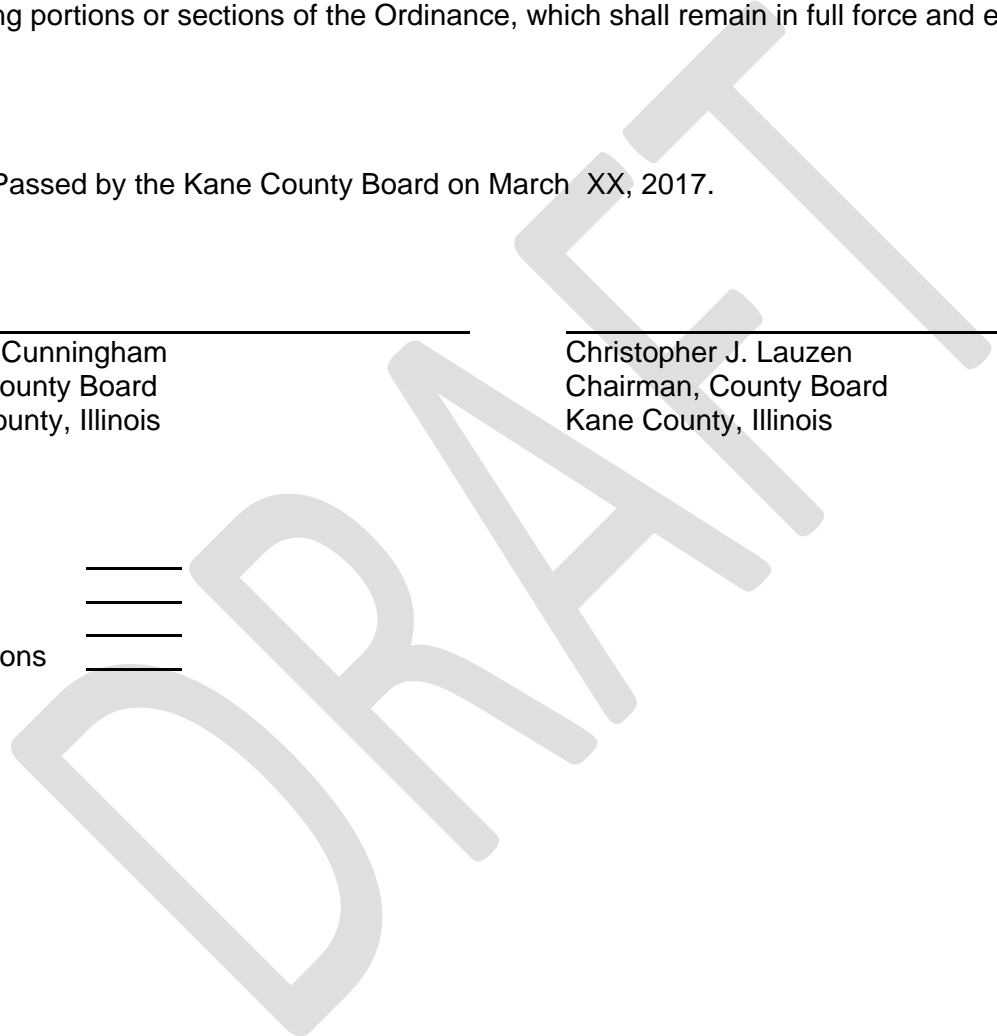 ng portions or sections of the Ordinance, which shall remain in full force and e
Passed by the Kane County Board on March  XX, 2017.
Cunningham
ounty Board
ounty, Illinois
Christopher J. Lauzen
Chairman, County Board
Kane County, Illinois
ons
DRAFT